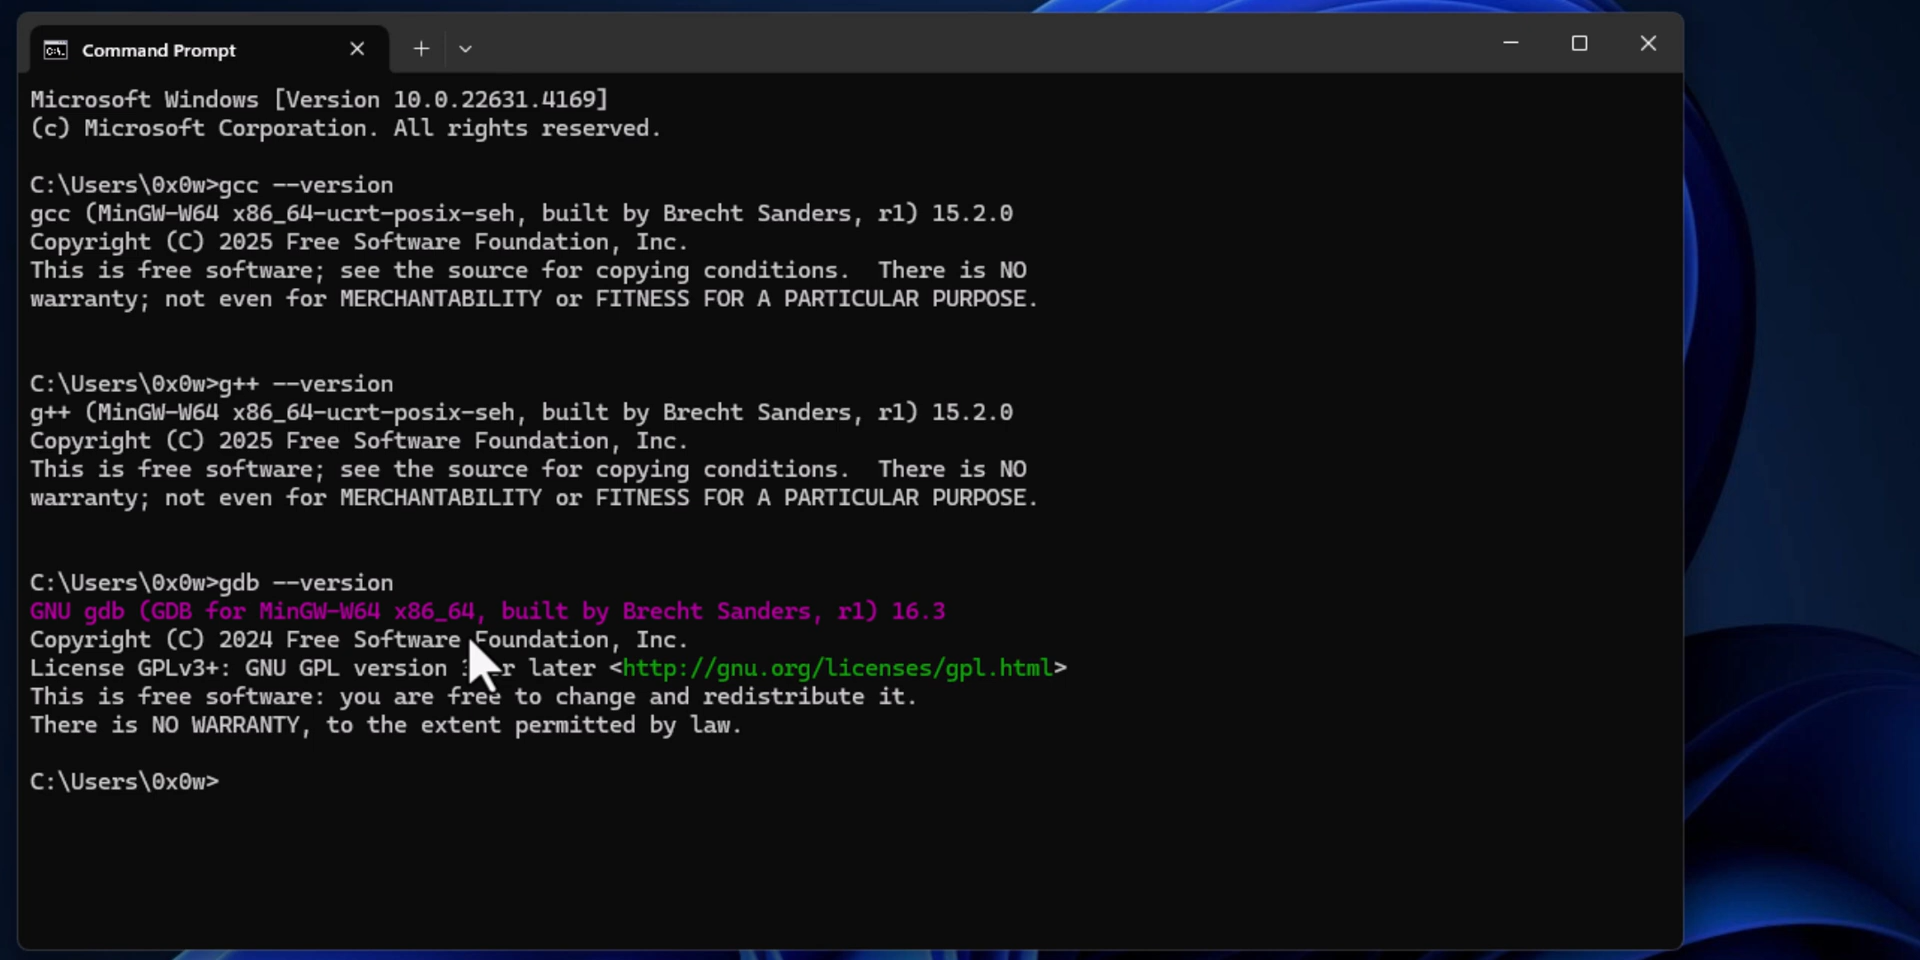 Command Prompt
Microsoft Windows [Version 10.0.22631.4169]
(c) Microsoft Corporation. All rights reserved.
C:\Users\0x0w>gcc --version
gcc (MinGW-W64 x86_64-ucrt-posix-seh, built by Brecht Sanders, r1) 15.2.0
Copyright (C) 2025 Free Software Foundation, Inc.
This is free software; see the source for copying conditions.  There is NO
warranty; not even for MERCHANTABILITY or FITNESS FOR A PARTICULAR PURPOSE.
C:\Users\0x0w>g++ --version
g++ (MinGW-W64 x86_64-ucrt-posix-seh, built by Brecht Sanders, r1) 15.2.0
Copyright (C) 2025 Free Software Foundation, Inc.
This is free software; see the source for copying conditions.  There is NO
warranty; not even for MERCHANTABILITY or FITNESS FOR A PARTICULAR PURPOSE.
C:\Users\0x0w>gdb --version
GNU gdb (GDB for MinGW-W64 x86_64, built by Brecht Sanders, r1) 16.3
Copyright (C) 2024 Free Software Foundation, Inc.
License GPLv3+: GNU GPL version later <http://gnu.org/licenses/gpl.html>
This is free software: you are free to change and redistribute it.
There is NO WARRANTY, to the extent permitted by law.
C:\Users\0x0w>